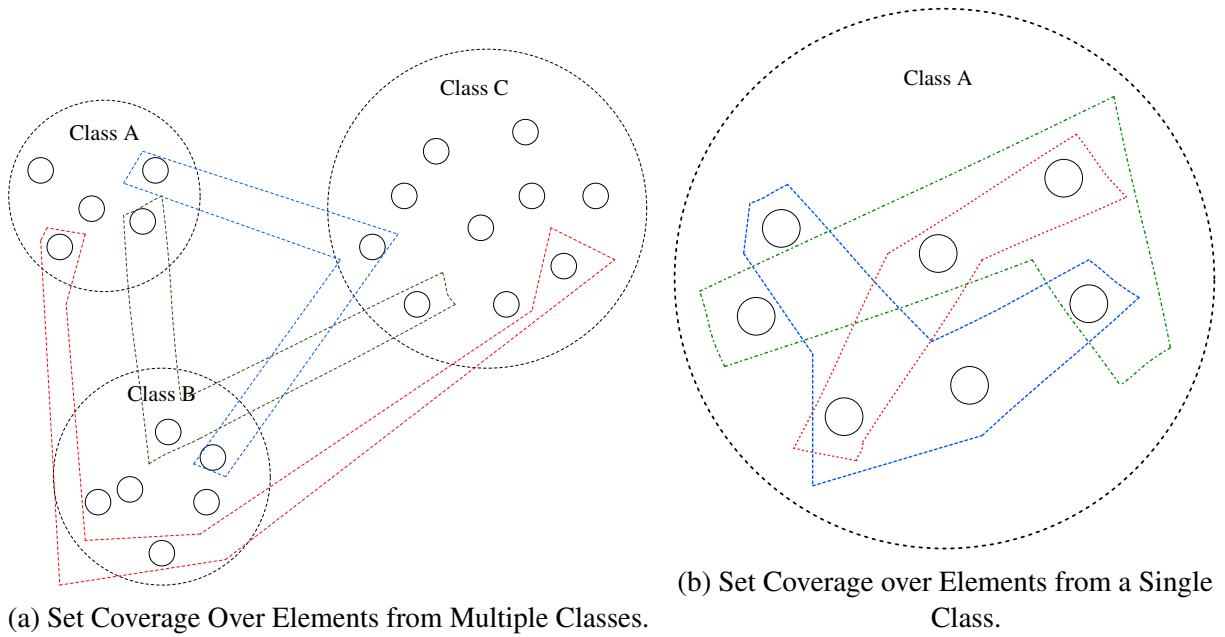 Class A
Class C
Class B
(a) Set Coverage Over Elements from Multiple Classes.
Class A
(b) Set Coverage over Elements from a Single
Class.